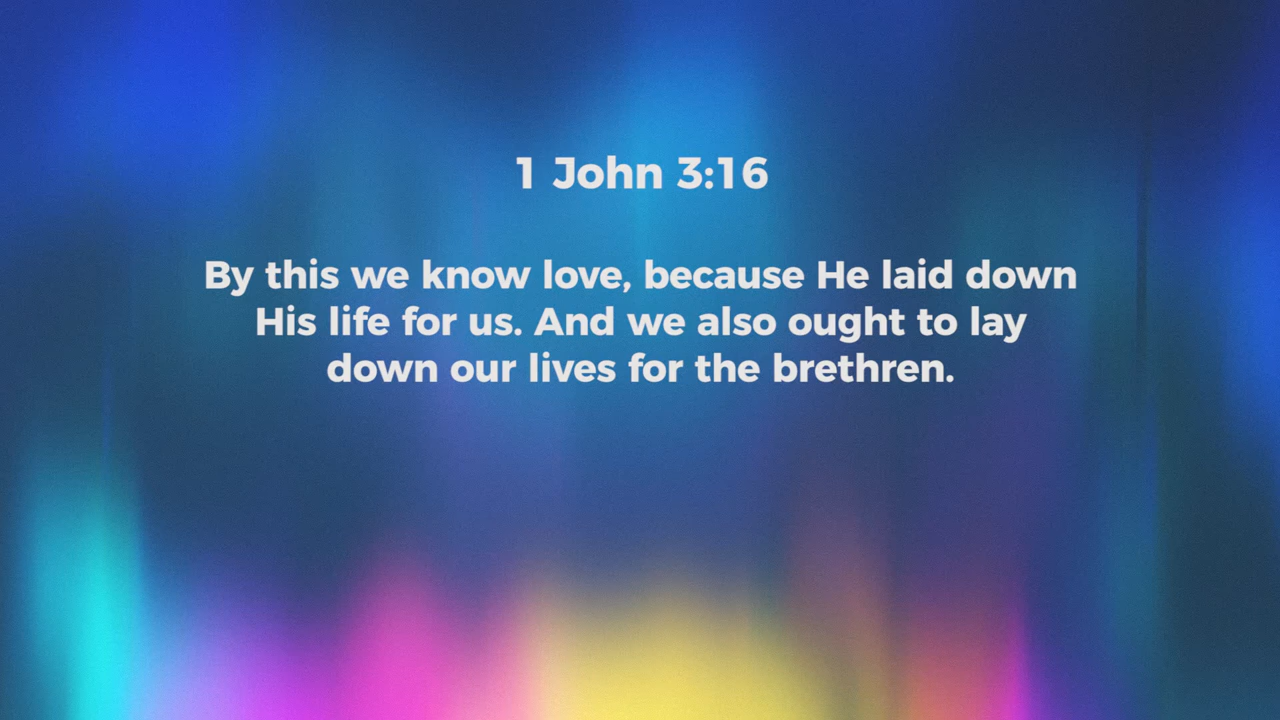 1 John 3:16
By this we know love, because He laid down
His life for us. And we also ought to lay
down our lives for the brethren.